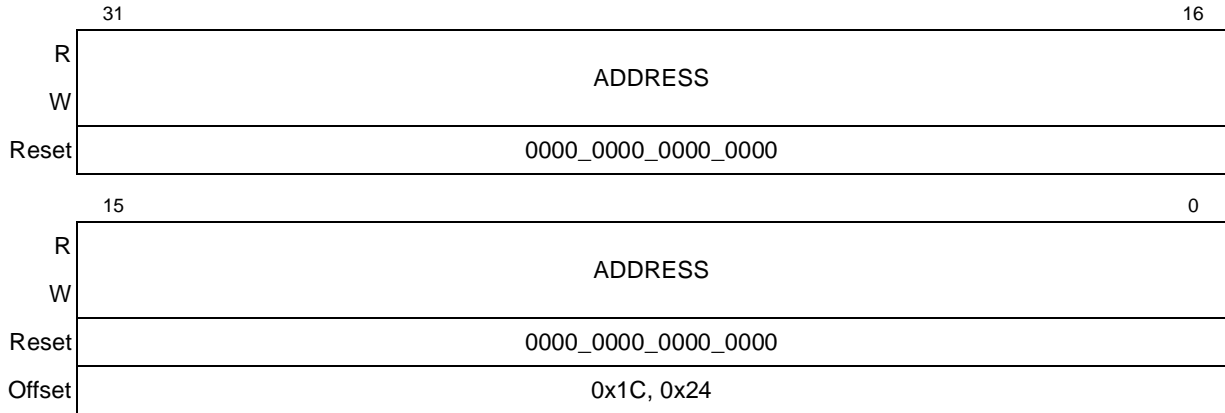 31 16
R
ADDRESS
W
Reset 0000_0000_0000_0000
15 0
R
ADDRESS
W
Reset 0000_0000_0000_0000
Offset 0x1C, 0x24